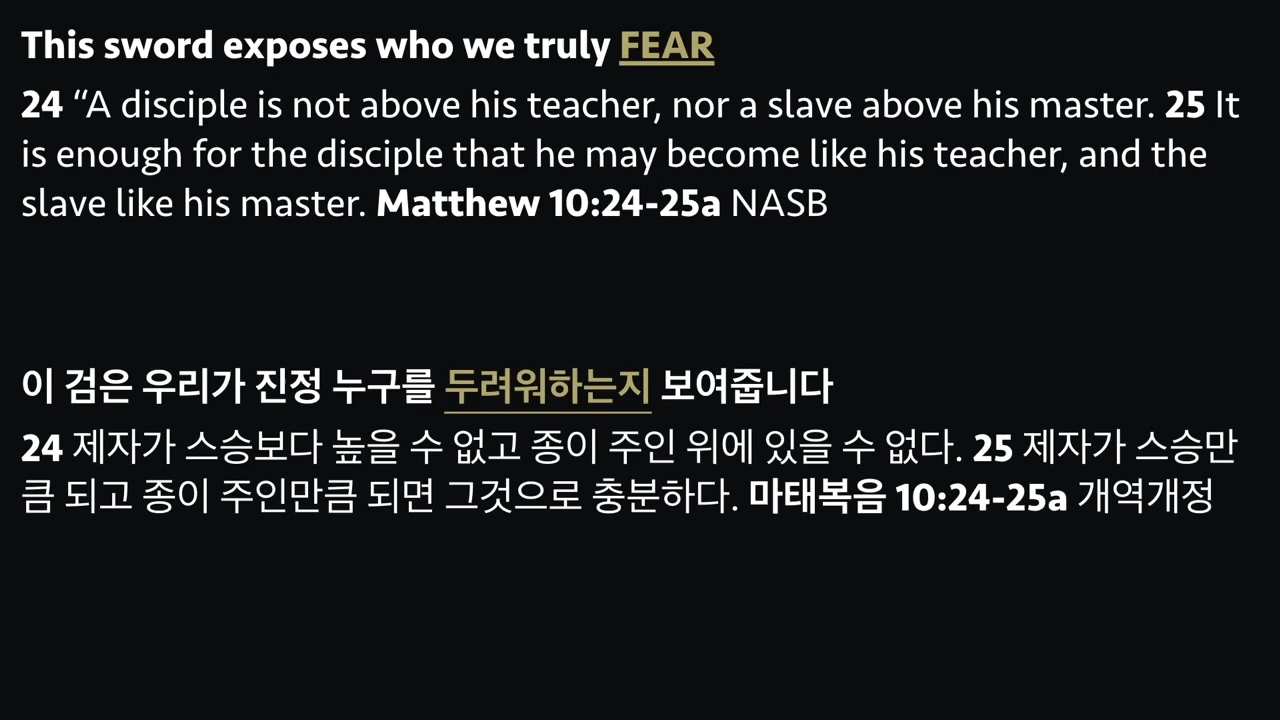 This sword exposes who we truly FEAR
24 “A disciple is not above his teacher, nor a slave above his master. 25 It
is enough for the disciple that he may become like his teacher, and the
slave like his master. Matthew 10:24-25a NASB
이 검은 우리가 진정 누구를 두려워하는지 보여줍니다
24 제자가 스승보다 높을 수 없고 종이 주인 위에 있을 수 없다. 25 제자가 스승만
큼 되고 종이 주인만큼 되면 그것으로 충분하다. 마태복음 10:24-25a 개역개정